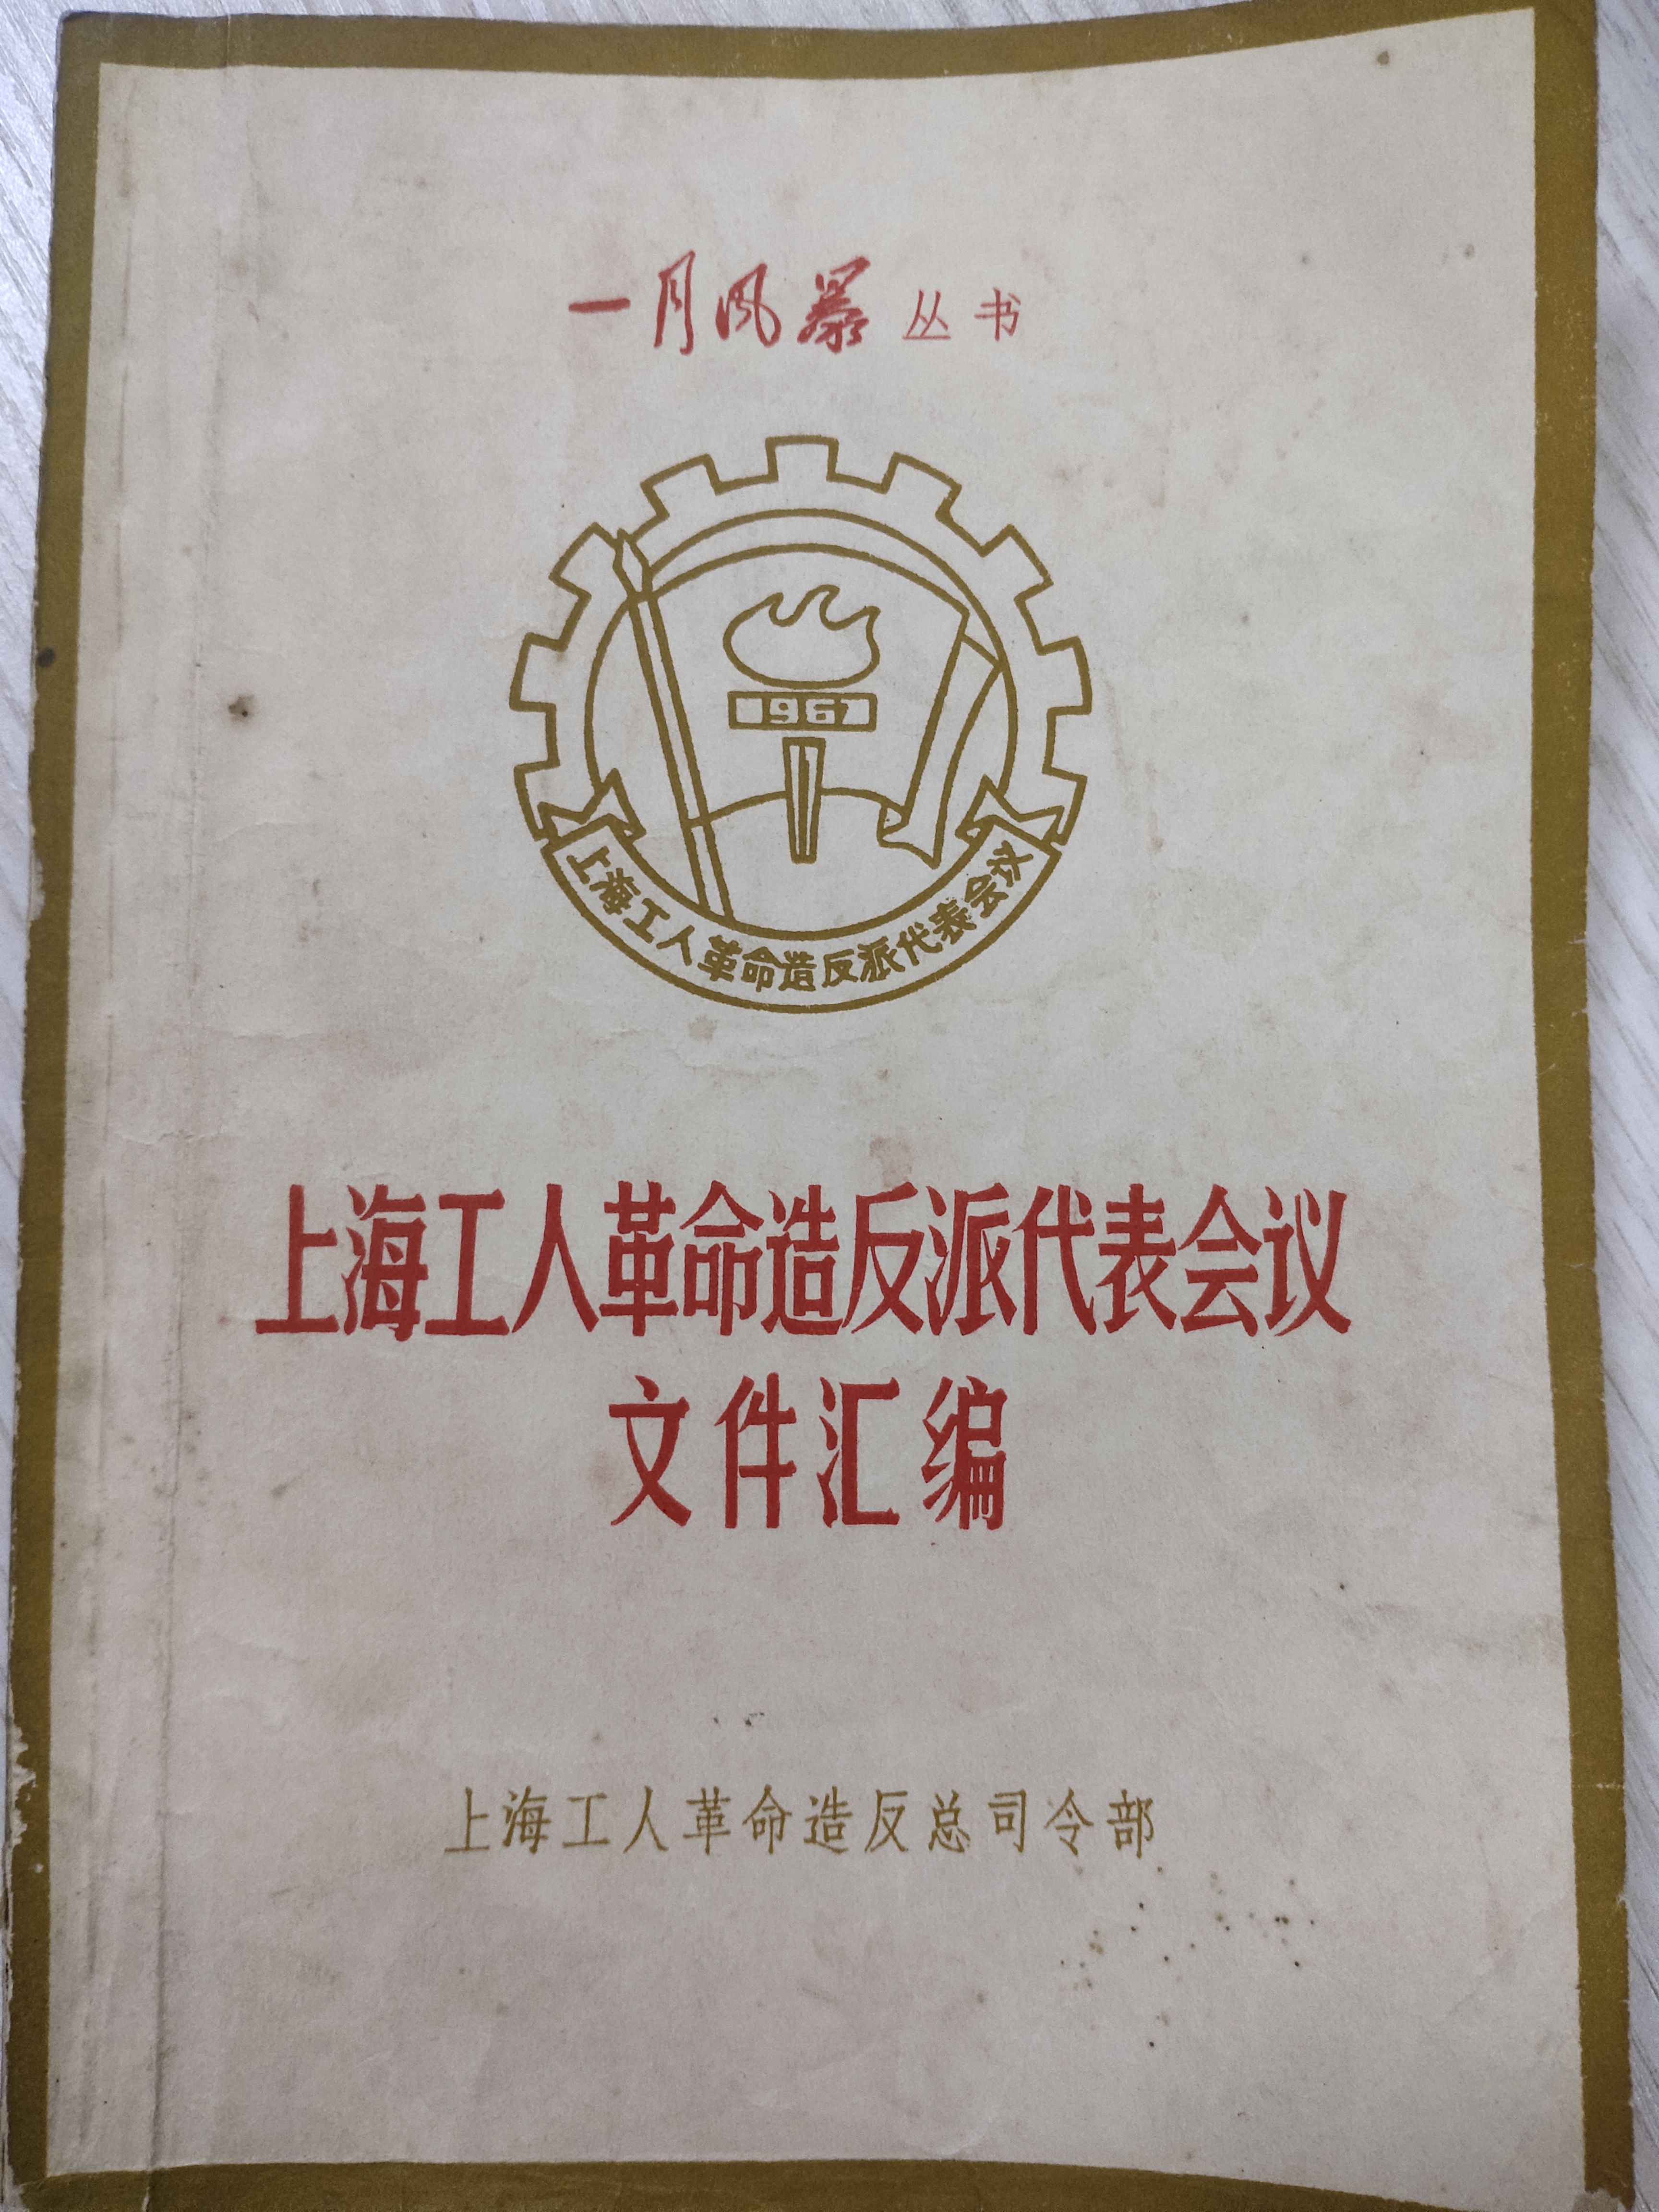 一月风暴丛书
1967
上海工人革命造反派代表会议
上海工人革命造反派代表会议
文件汇编
上海工人革命造反总司令部